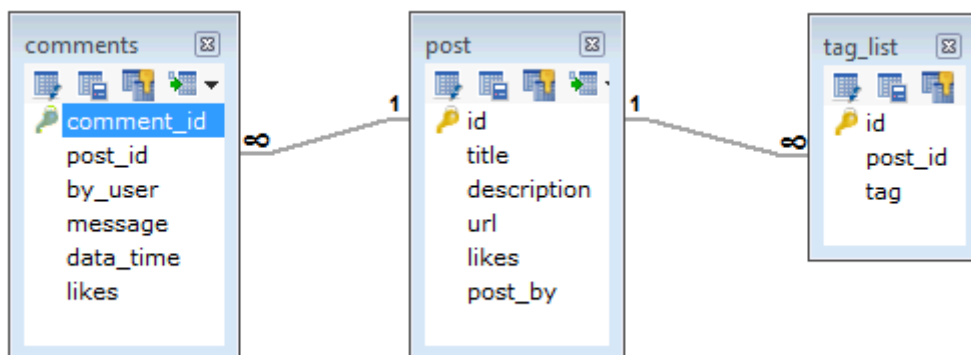 comments
comment_id
post_id
by_user
message
data_time
likes
∞
1
post
id
title
description
url
likes
post_by
1
∞
tag_list
id
post_id
tag